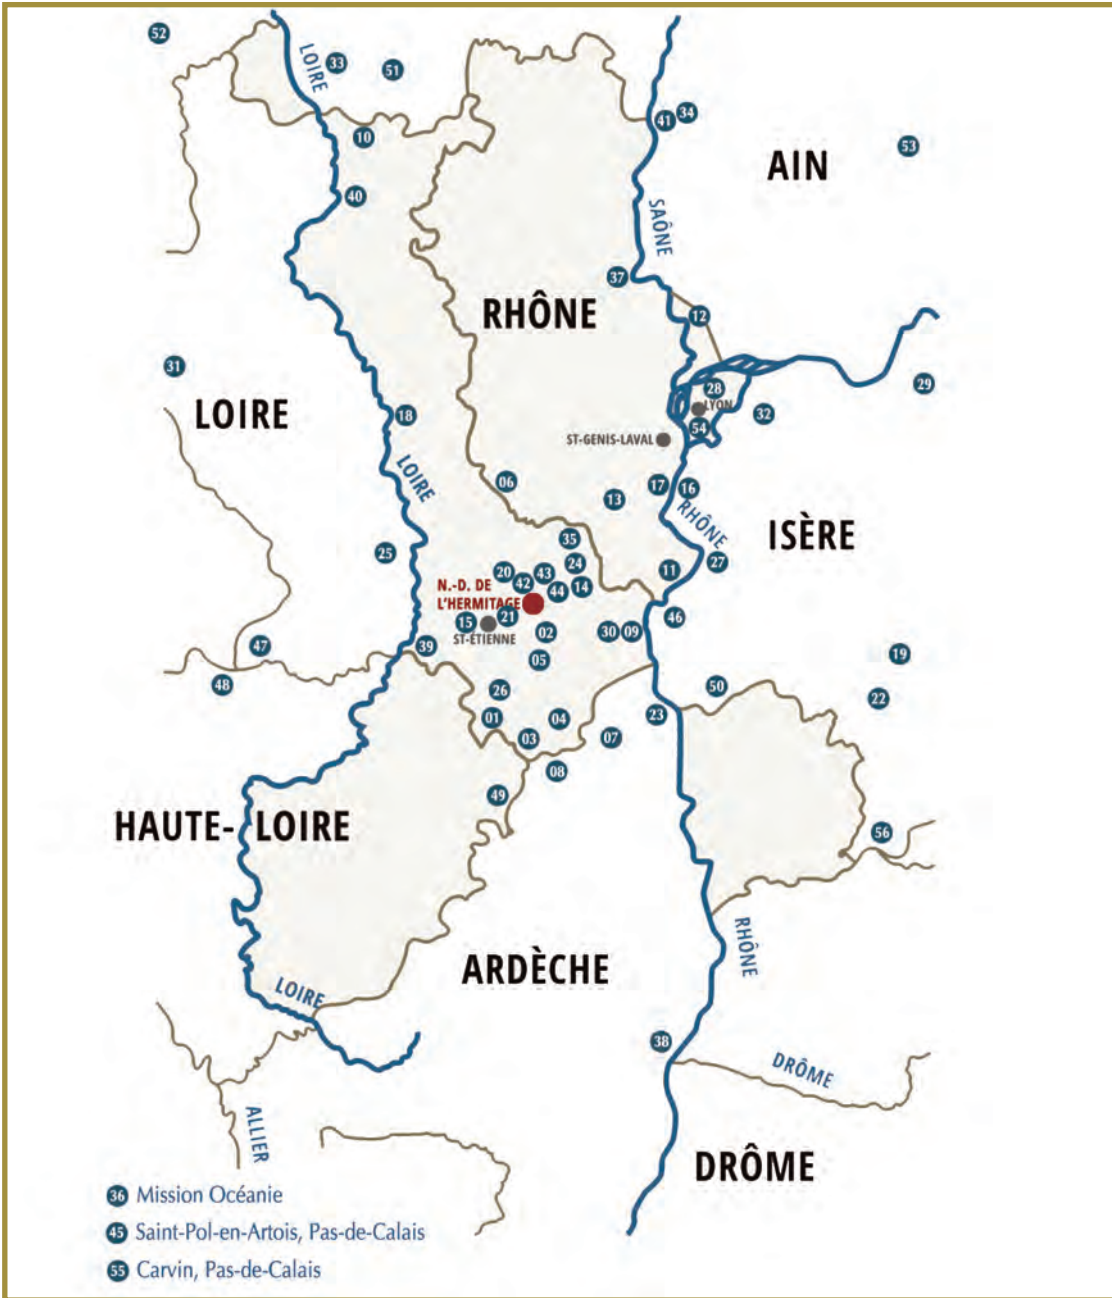 52
33
51
LOIRE
10
41
34
AIN
53
40
SAÔNE
37
RHÔNE
12
31
LOIRE
18
28
29
LYON
32
54
ST-GENIS-LAVAL
LOIRE
06
13
17
16
RHÔNE
ISÈRE
25
35
11
27
20
43
24
42
44
14
N.-D. DE
L'HERMITAGE
15
21
ST-ÉTIENNE
02
30
09
46
47
39
05
19
48
26
50
22
01
04
23
03
07
08
49
HAUTE- LOIRE
56
ARDÈCHE
RHÔNE
LOIRE
38
DRÔME
ALLIER
DRÔME
36 Mission Océanie
45 Saint-Pol-en-Artois, Pas-de-Calais
55 Carvin, Pas-de-Calais